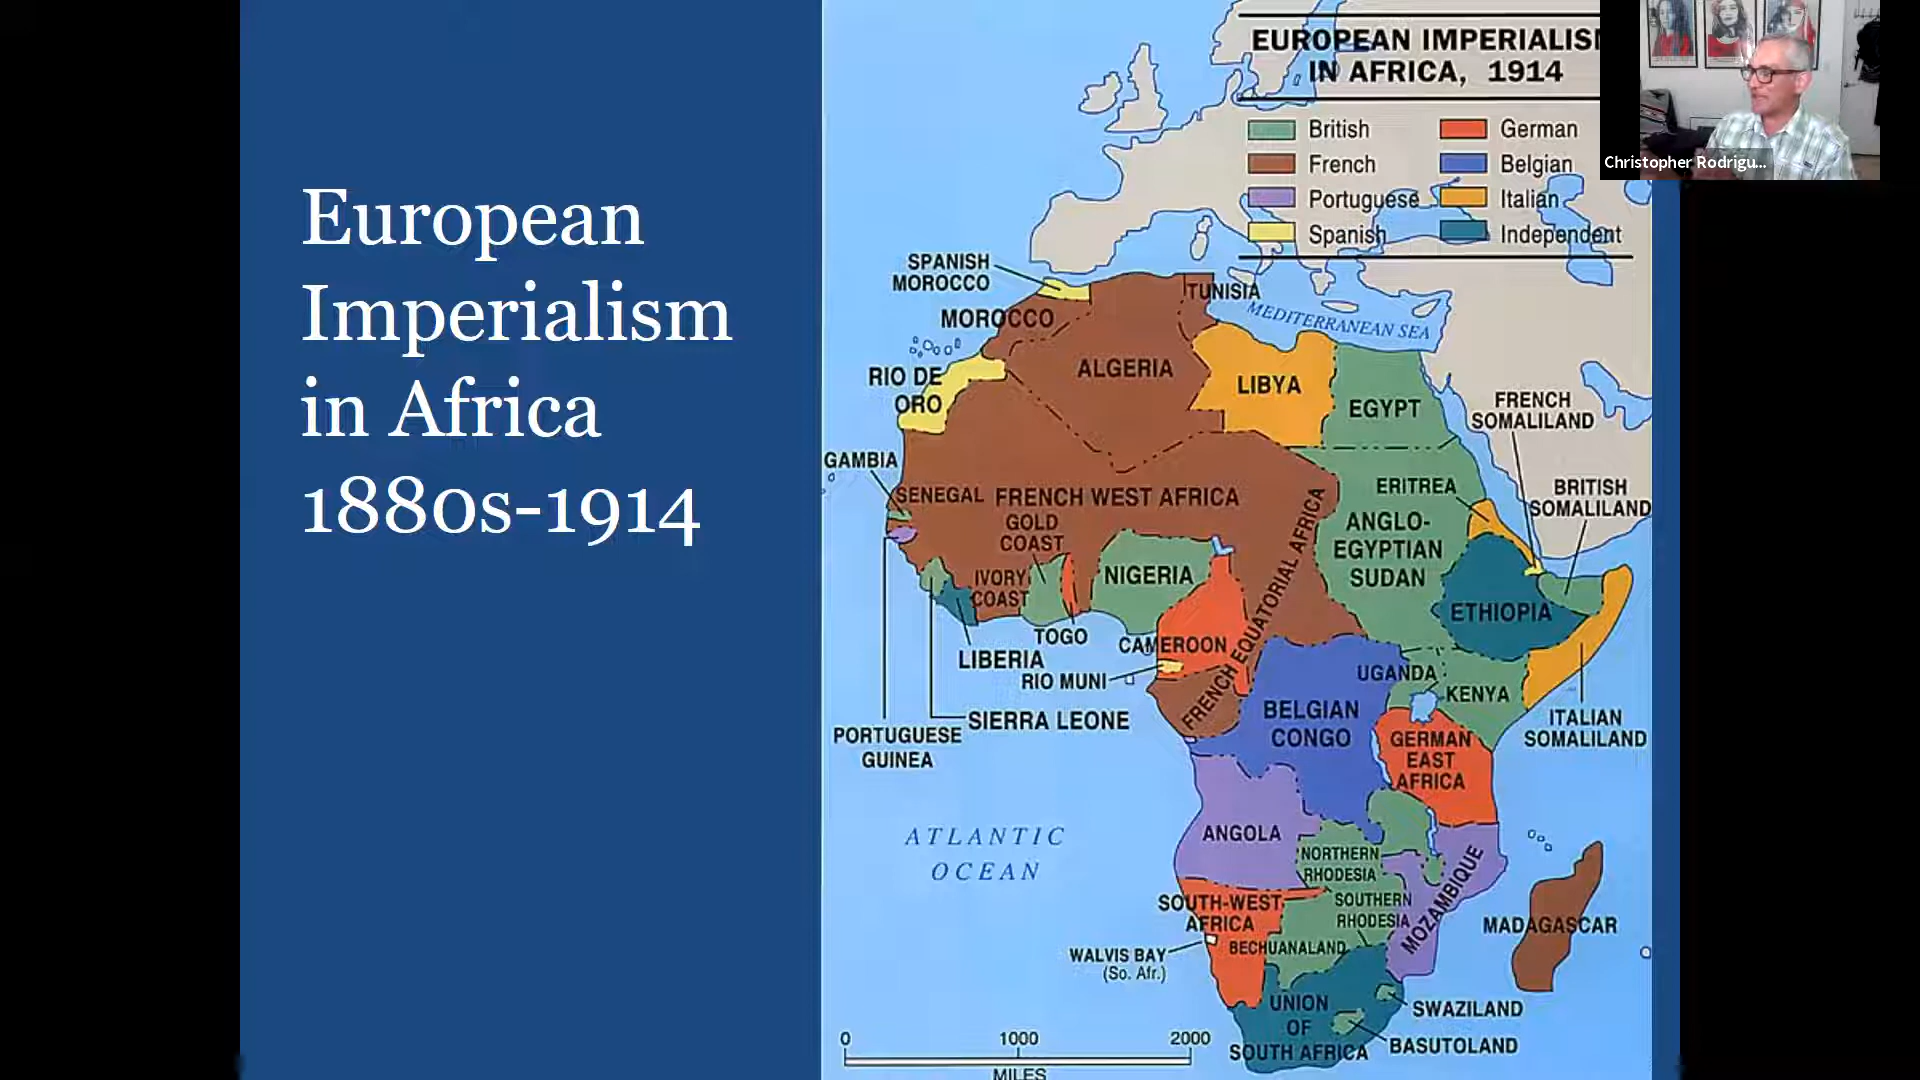 European
Imperialism
in Africa
1880s-1914
EUROPEAN IMPERIALIS
IN AFRICA, 1914
British
French
Portuguese
Spanish
German
Belgian
Italian
Independent
Christopher Rodrigu...
SPANISH
MOROCCO
MOROCCO
TUNISIA
MEDITERRANEAN SEA
ALGERIA
LIBYA
EGYPT
RIO DE
ORO
FRENCH
SOMALILAND
GAMBIA
SENEGAL
FRENCH WEST AFRICA
ERITREA
BRITISH
SOMALILAND
GOLD
COAST
IVORY
COAST
NIGERIA
ANGLO-
EGYPTIAN
SUDAN
FRENCH EQUATORIAL AFRICA
ETHIOPIA
TOGO
CAMEROON
LIBERIA
RIO MUNI
UGANDA
KENYA
SIERRA LEONE
BELGIAN
CONGO
ITALIAN
SOMALILAND
PORTUGUESE
GUINEA
GERMAN
EAST
AFRICA
ATLANTIC
OCEAN
ANGOLA
NORTHERN
RHODESIA
MOZAMBIQUE
SOUTH-WEST
AFRICA
SOUTHERN
RHODESIA
MADAGASCAR
WALVIS BAY
(So. Afr.)
BECHUANALAND
UNION
OF
SOUTH AFRICA
SWAZILAND
BASUTOLAND
0 1000 2000
MILES